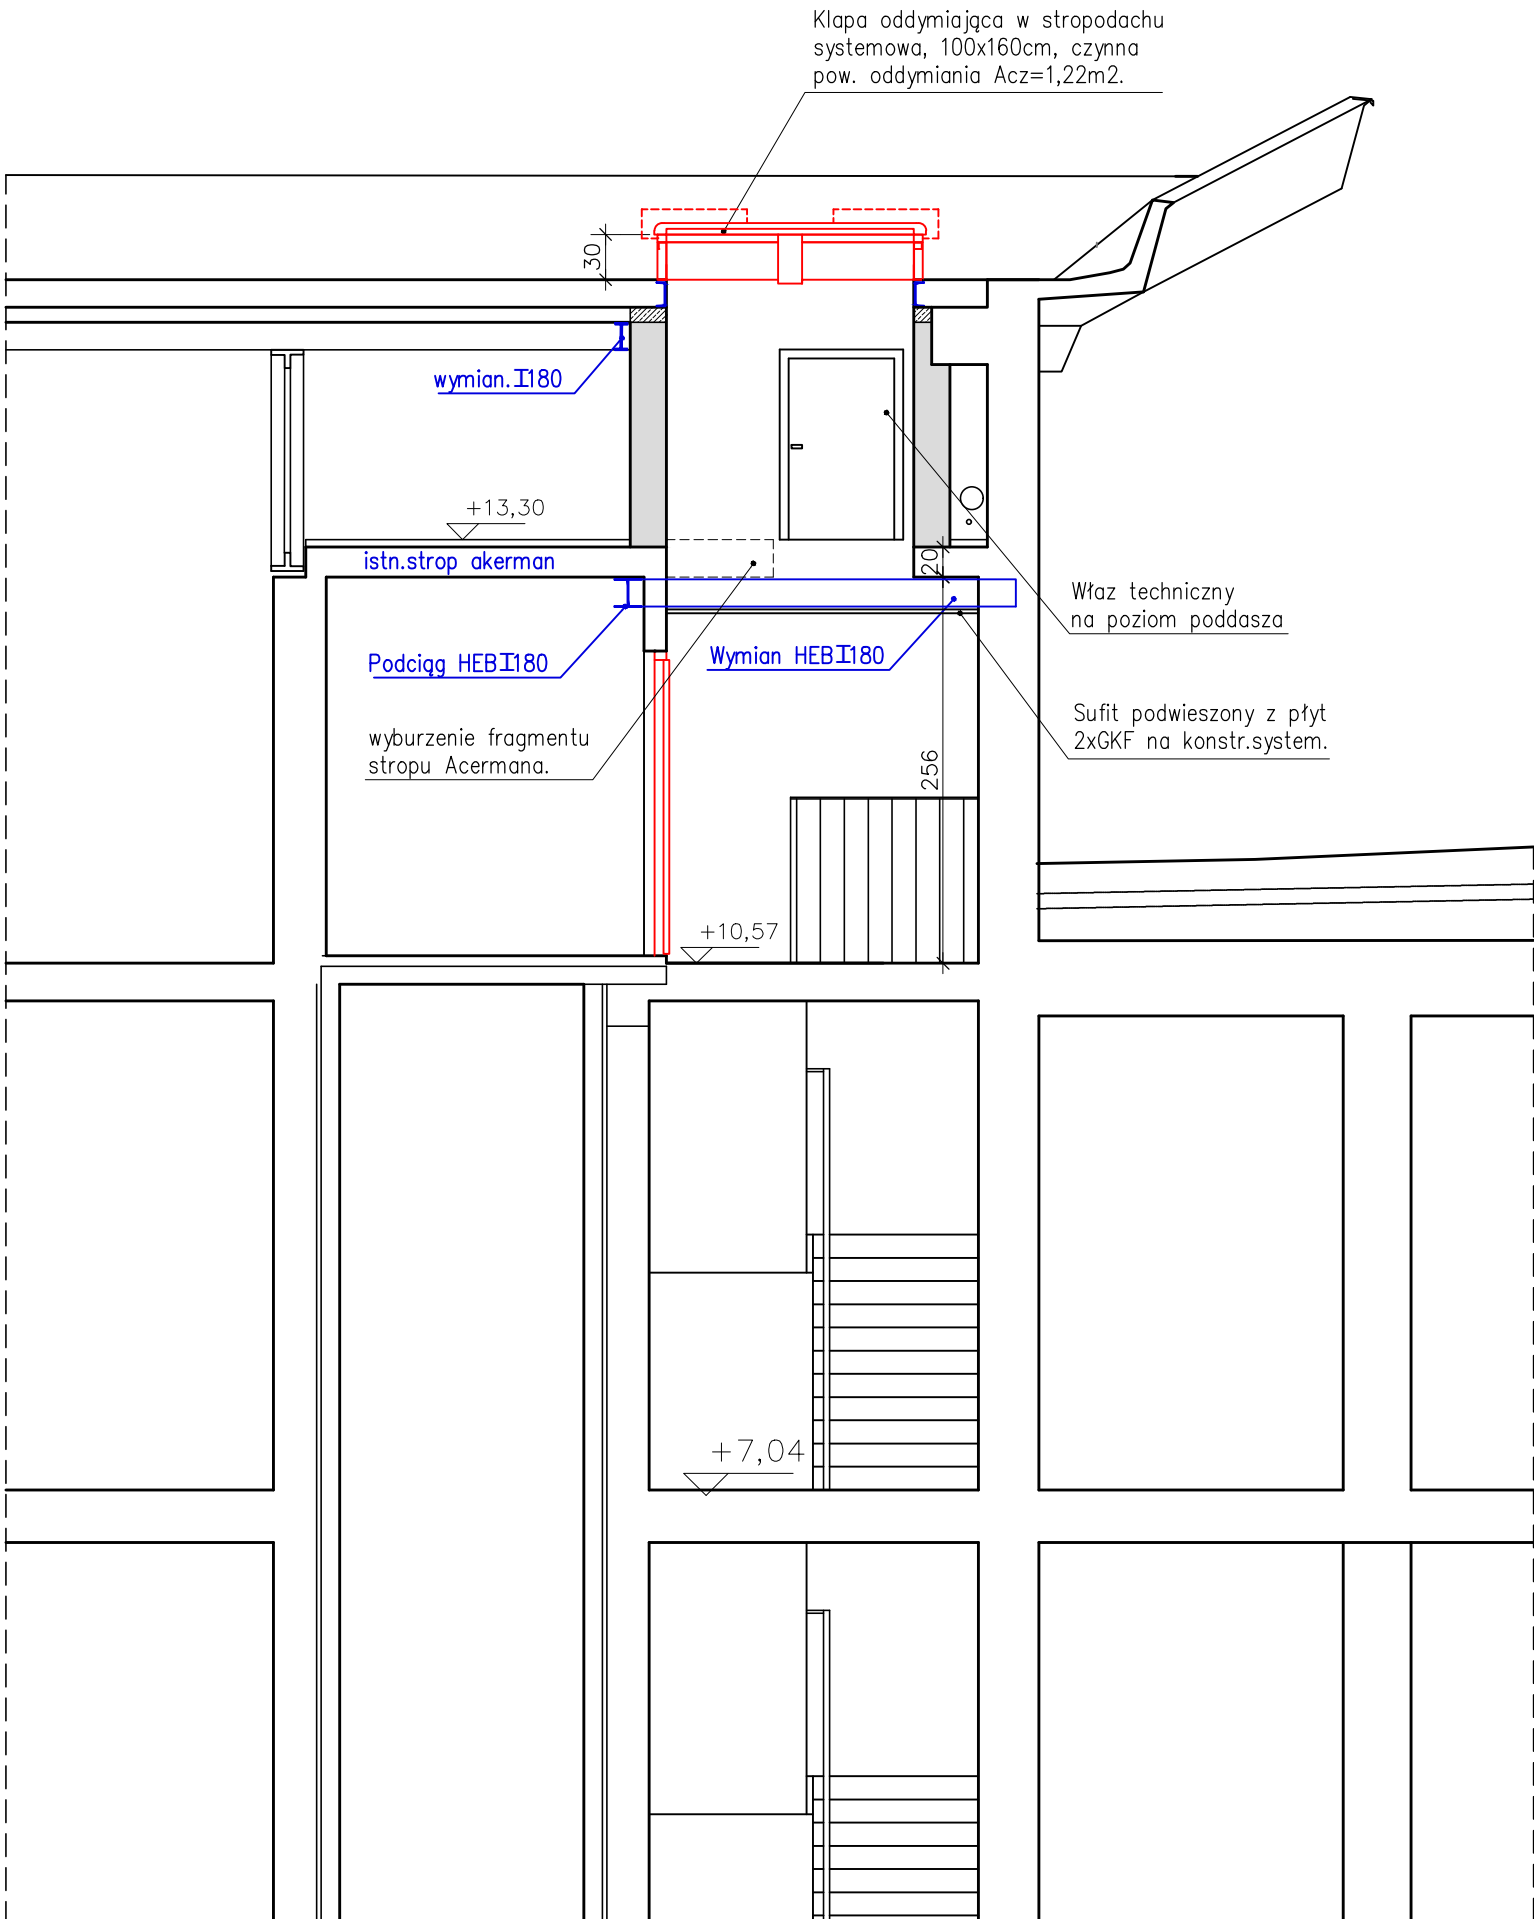 Klapa oddymiająca w stropodachu
systemowa, 100x160cm, czynna
pow. oddymiania Acz=1,22m2.
30
wymian.I180
+13,30
istn.strop akerman
20
Właz techniczny
na poziom poddasza
Podciąg HEBI180
Wymian HEBI180
Sufit podwieszony z płyt
2xGKF na konstr.system.
wyburzenie fragmentu
stropu Acermana.
256
+10,57
+7,04